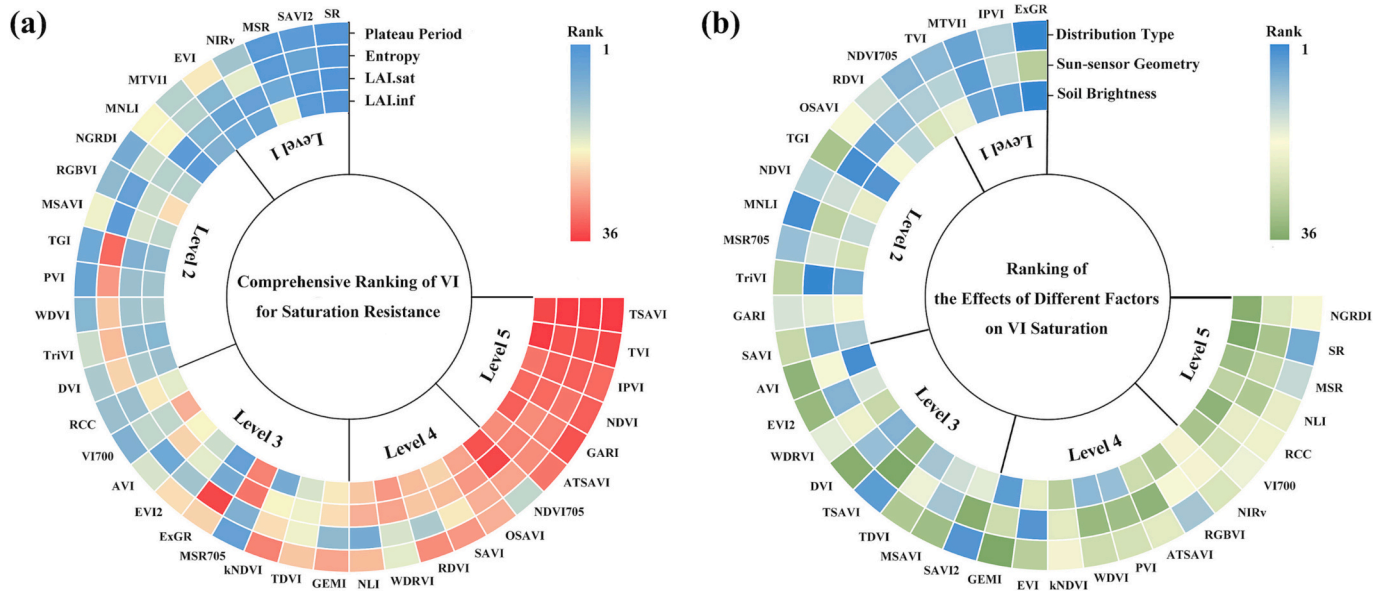 (a)
SR
SAVI2
MSR
NIRv
EVI
MTVI1
MNLI
NGRDI
RGBVI
MSAVI
TGI
PVI
WDVI
TriVI
DVI
RCC
VI700
AVI
EVI2
ExGR
MSR705
kNDVI
TDVI
GEMI
NLI
WDRVI
RDVI
SAVI
OSAVI
NDVI705
ATSAVI
GARI
NDVI
IPVI
TVI
TSAVI
Plateau Period
Entropy
LAI.sat
LAI.inf
Rank
1
36
Level 1
Level 2
Level 3
Level 4
Level 5
Comprehensive Ranking of VI
for Saturation Resistance
(b)
ExGR
IPVI
MTVI1
TVI
NDVI705
RDVI
OSAVI
TGI
NDVI
MNLI
MSR705
TriVI
GARI
SAVI
AVI
EVI2
WDRVI
DVI
TSAVI
TDVI
MSAVI
SAVI2
GEMI
EVI
kNDVI
WDVI
PVI
ATSAVI
RGBVI
NIRv
VI700
RCC
NLI
MSR
SR
NGRDI
Distribution Type
Sun-sensor Geometry
Soil Brightness
Rank
1
36
Level 1
Level 2
Level 3
Level 4
Level 5
Ranking of
the Effects of Different Factors
on VI Saturation